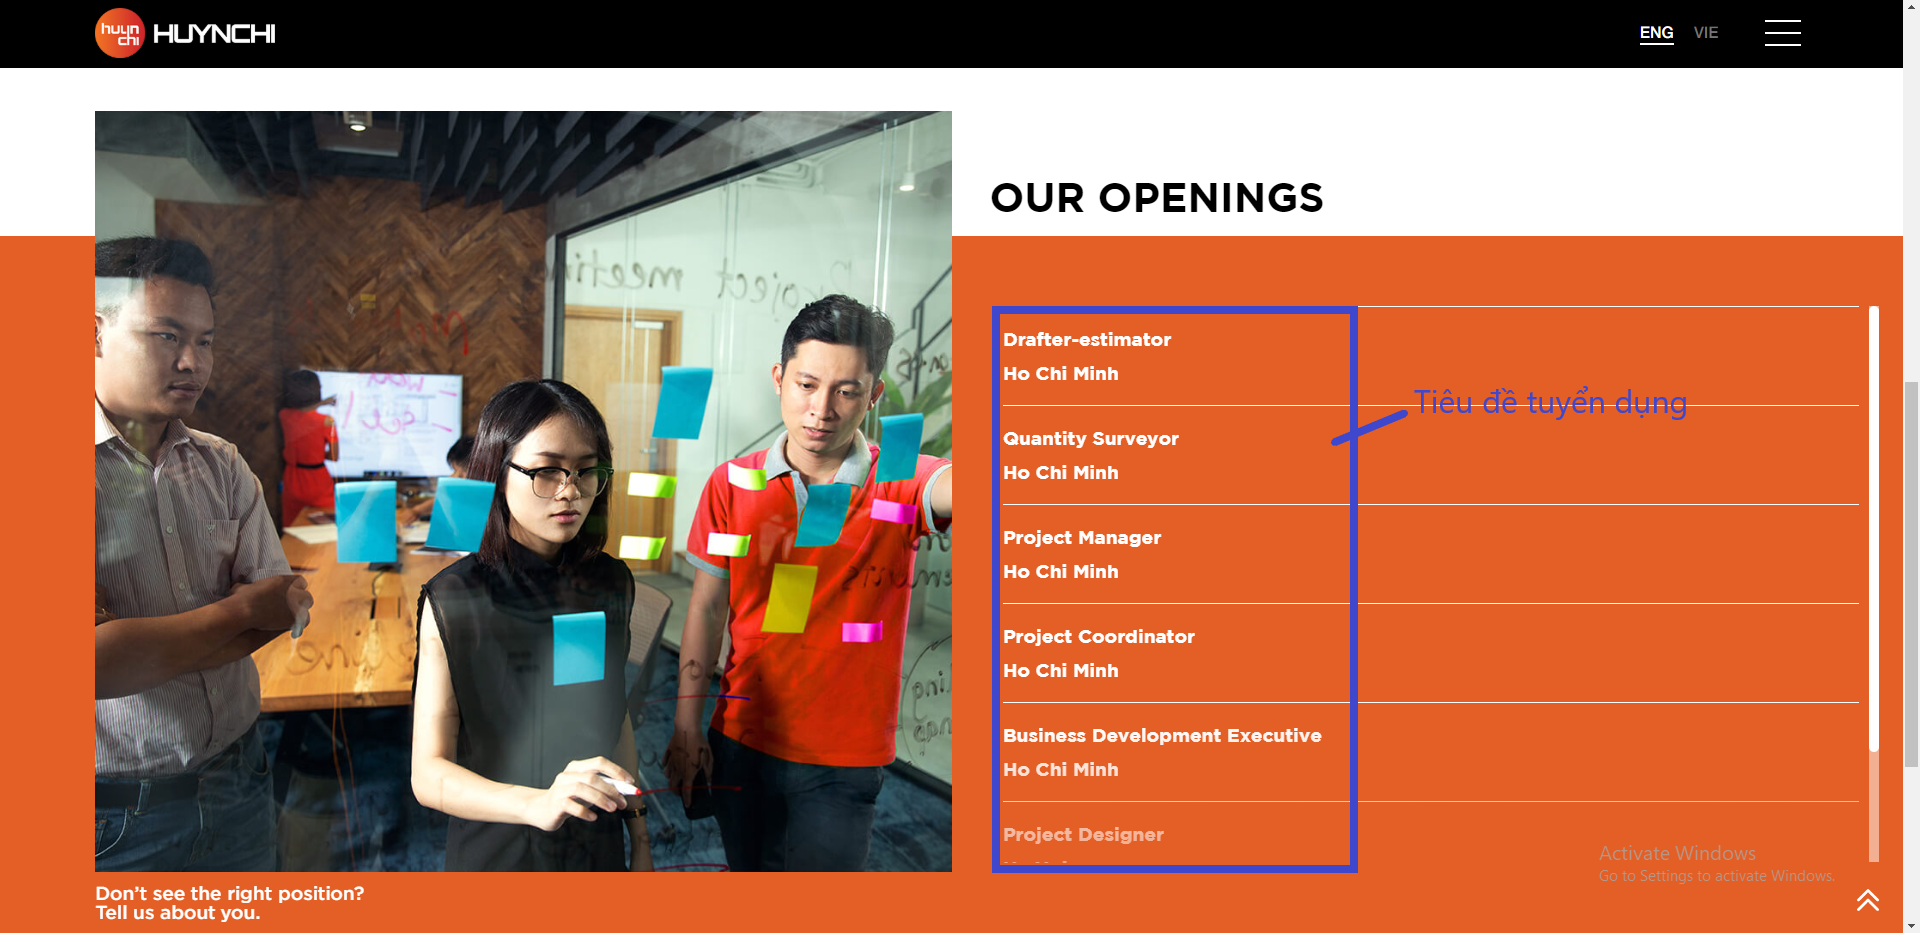 huyn
chi
HUYNCHI
ENG VIE
OUR OPENINGS
Drafter-estimator
Ho Chi Minh
Tiêu đề tuyển dụng
Quantity Surveyor
Ho Chi Minh
Project Manager
Ho Chi Minh
Project Coordinator
Ho Chi Minh
Business Development Executive
Ho Chi Minh
Project Designer
Activate Windows
Go to Settings to activate Windows.
Don't see the right position?
Tell us about you.
Project meeting